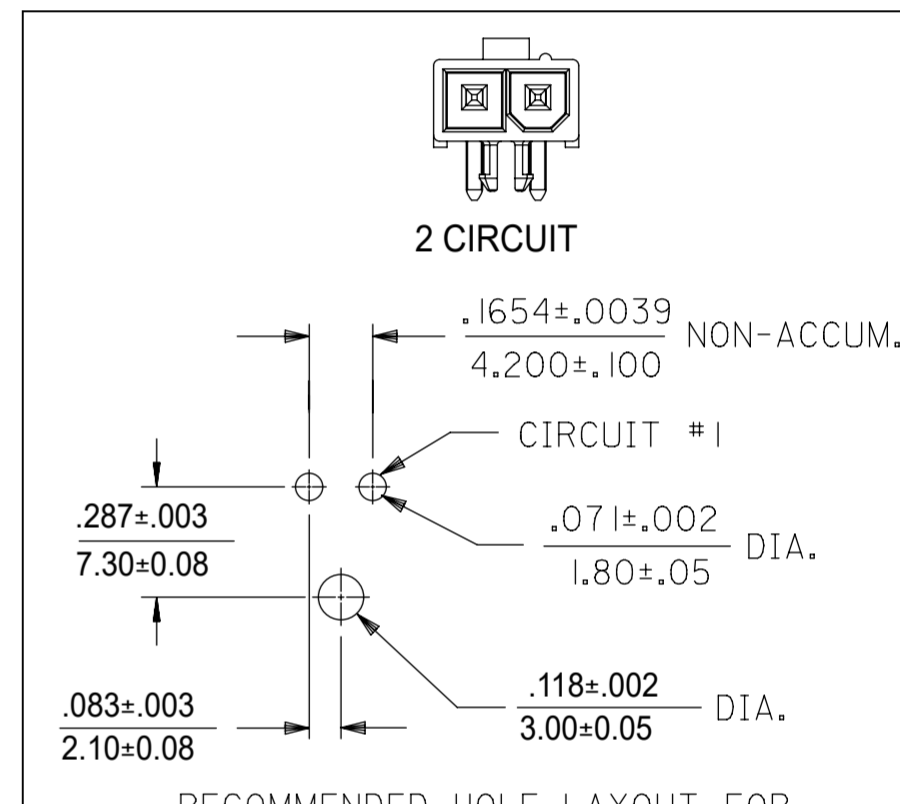 2 CIRCUIT
.1654±.0039
4.200±.100
NON-ACCUM.
CIRCUIT #1
.287±.003
7.30±0.08
.071±.002
1.80±.05
DIA.
.118±.002
3.00±0.05
DIA.
.083±.003
2.10±0.08
RECOMMENDED HOLE LAYOUT FOR